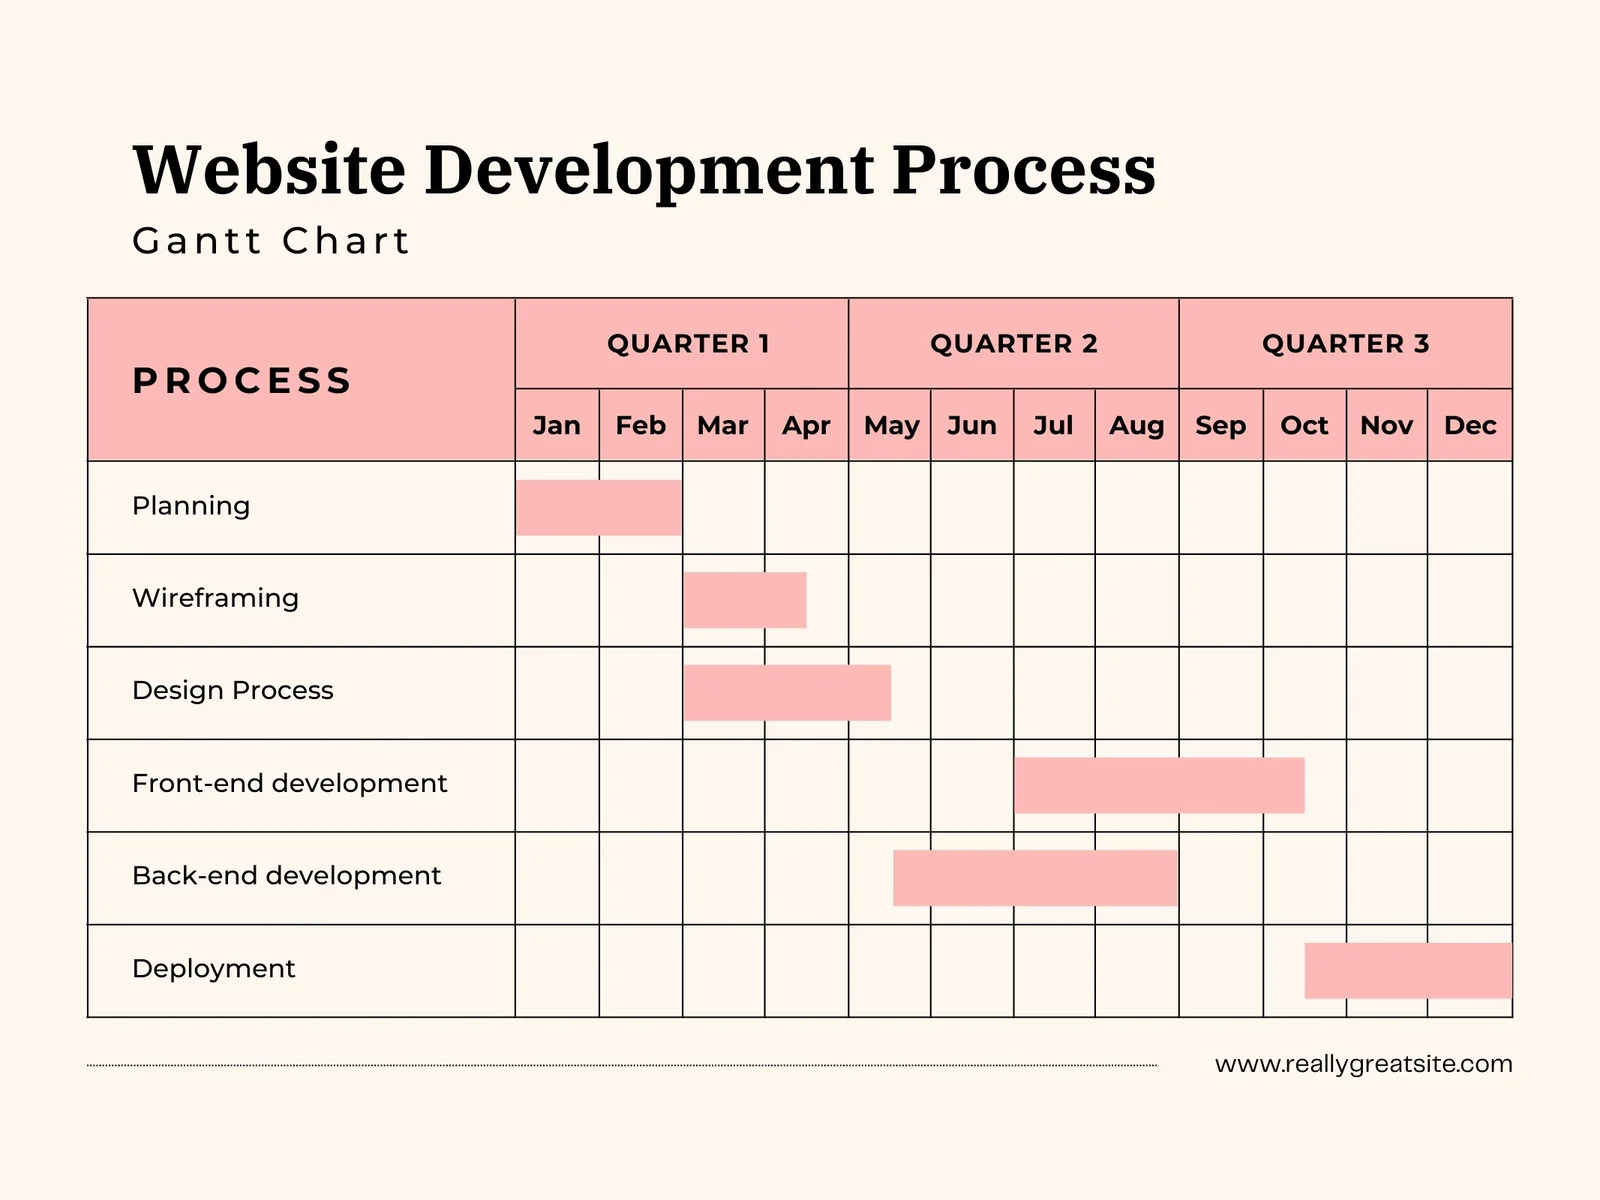 Website Development Process
Gantt Chart
PROCESS
QUARTER 1 QUARTER 2 QUARTER 3
Jan Feb Mar Apr May Jun Jul Aug Sep Oct Nov Dec
Planning
Wireframing
Design Process
Front-end development
Back-end development
Deployment
www.reallygreatsite.com